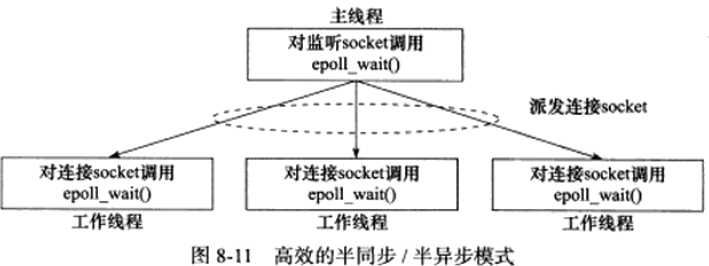 主线程
对监听socket调用
epoll_wait()
派发连接socket
对连接socket调用
epoll_wait()
对连接socket调用
epoll_wait()
对连接socket调用
epoll_wait()
工作线程
工作线程
工作线程
图 8-11 高效的半同步 / 半异步模式